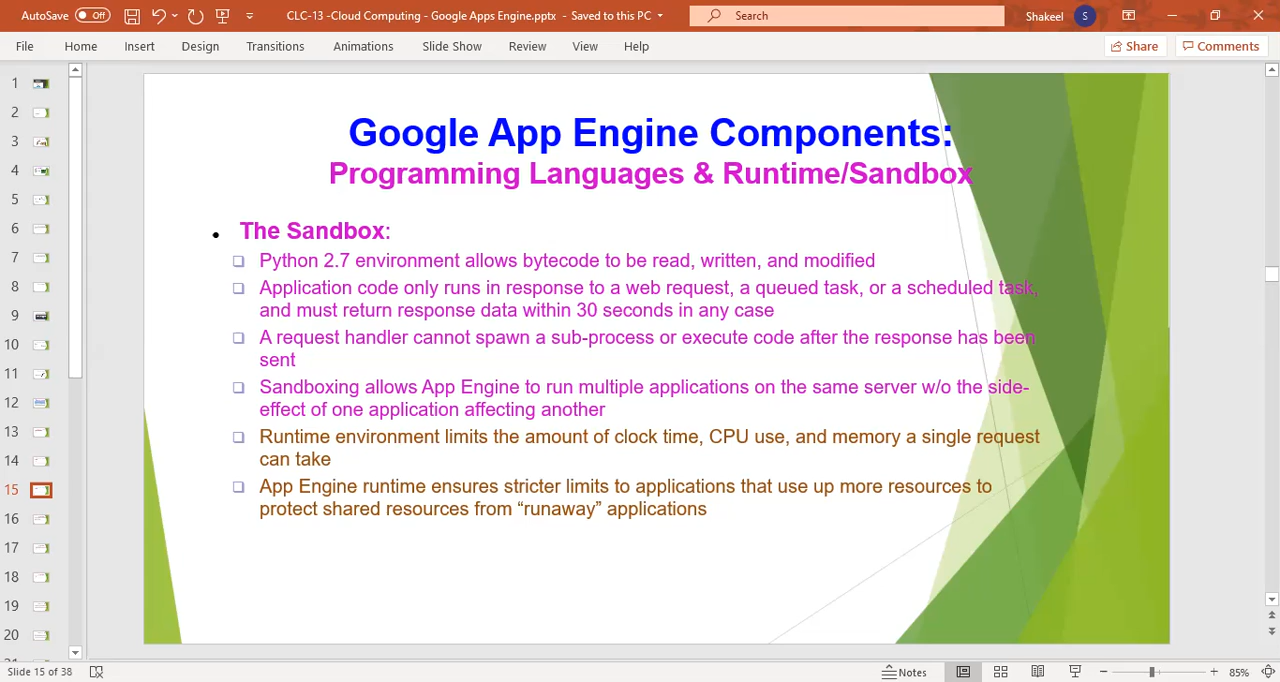 AutoSave Off CLC-13 -Cloud Computing - Google Apps Engine.pptx - Saved to this PC Search Shakeel S
File Home Insert Design Transitions Animations Slide Show Review View Help Share Comments
1
2
3
4
5
6
7
8
9
10
11
12
13
14
15
16
17
18
19
20
Google App Engine Components:
Programming Languages & Runtime/Sandbox
• The Sandbox:
Python 2.7 environment allows bytecode to be read, written, and modified
Application code only runs in response to a web request, a queued task, or a scheduled task,
and must return response data within 30 seconds in any case
A request handler cannot spawn a sub-process or execute code after the response has been
sent
Sandboxing allows App Engine to run multiple applications on the same server w/o the side-
effect of one application affecting another
Runtime environment limits the amount of clock time, CPU use, and memory a single request
can take
App Engine runtime ensures stricter limits to applications that use up more resources to
protect shared resources from “runaway” applications
Slide 15 of 38 Notes 85%